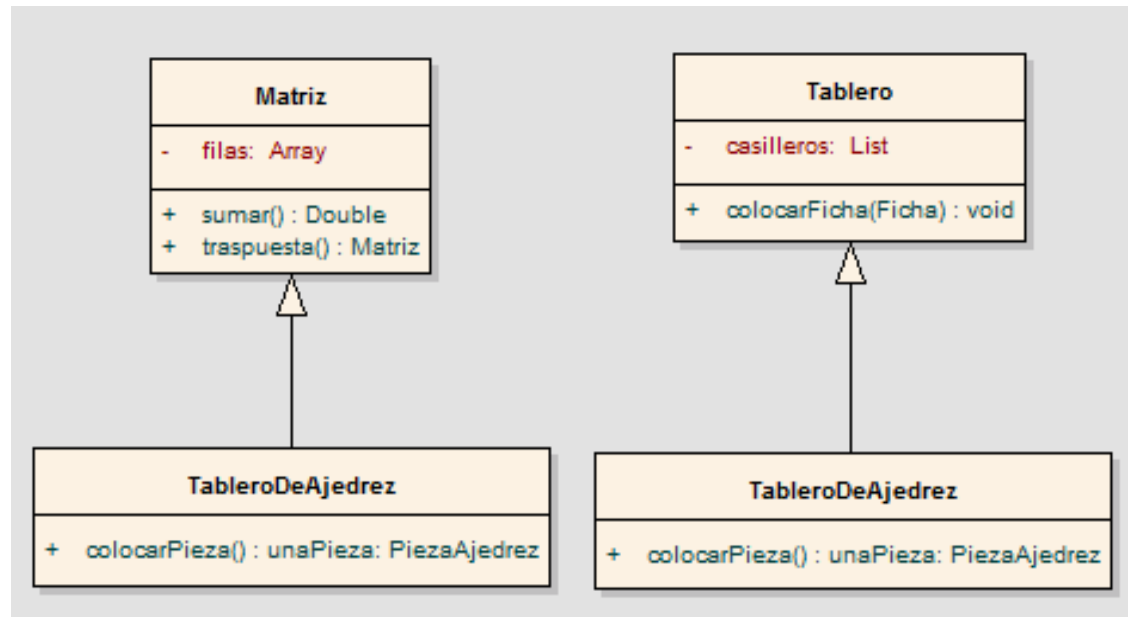 Matriz
- filas: Array
+ sumar() : Double
+ traspuesta() : Matriz
TableroDeAjedrez
+ colocarPieza() : unaPieza: PiezaAjedrez
Tablero
- casilleros: List
+ colocarFicha(Ficha) : void
TableroDeAjedrez
+ colocarPieza() : unaPieza: PiezaAjedrez